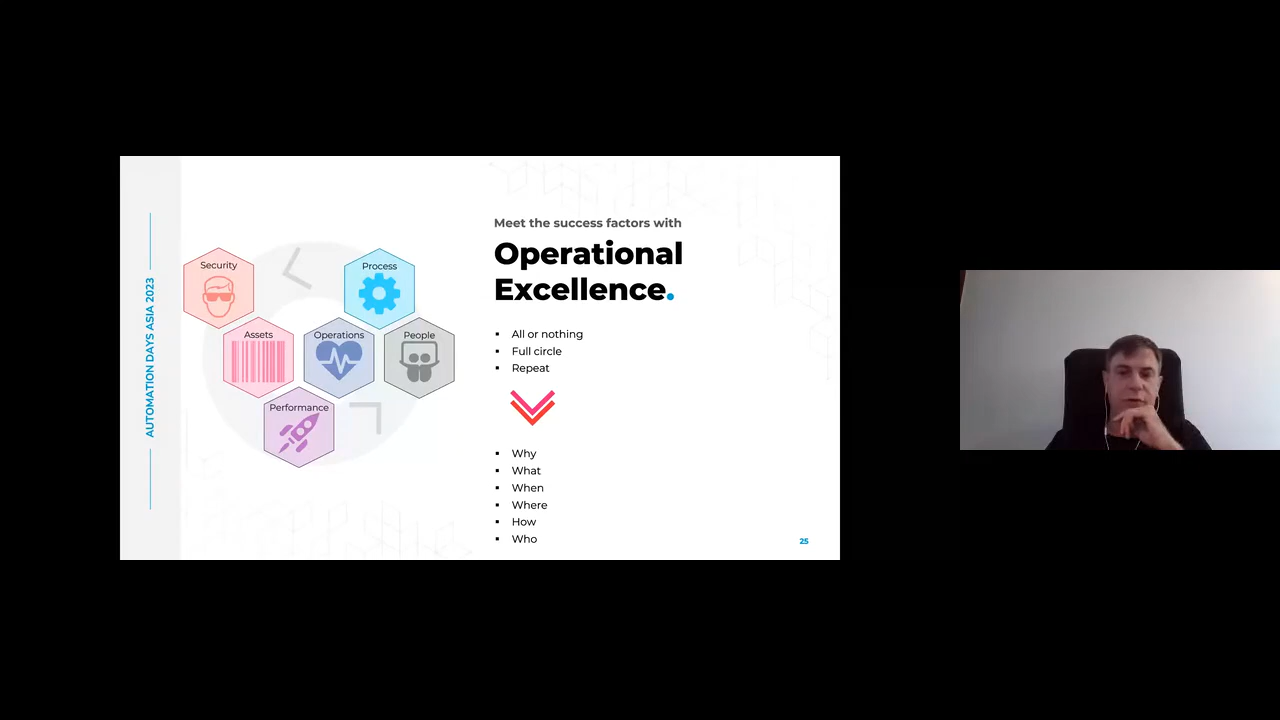 AUTOMATION DAYS ASIA 2023
Security
Process
Assets
Operations
People
Performance
Meet the success factors with
Operational
Excellence.
▪ All or nothing
▪ Full circle
▪ Repeat
▪ Why
▪ What
▪ When
▪ Where
▪ How
▪ Who
25